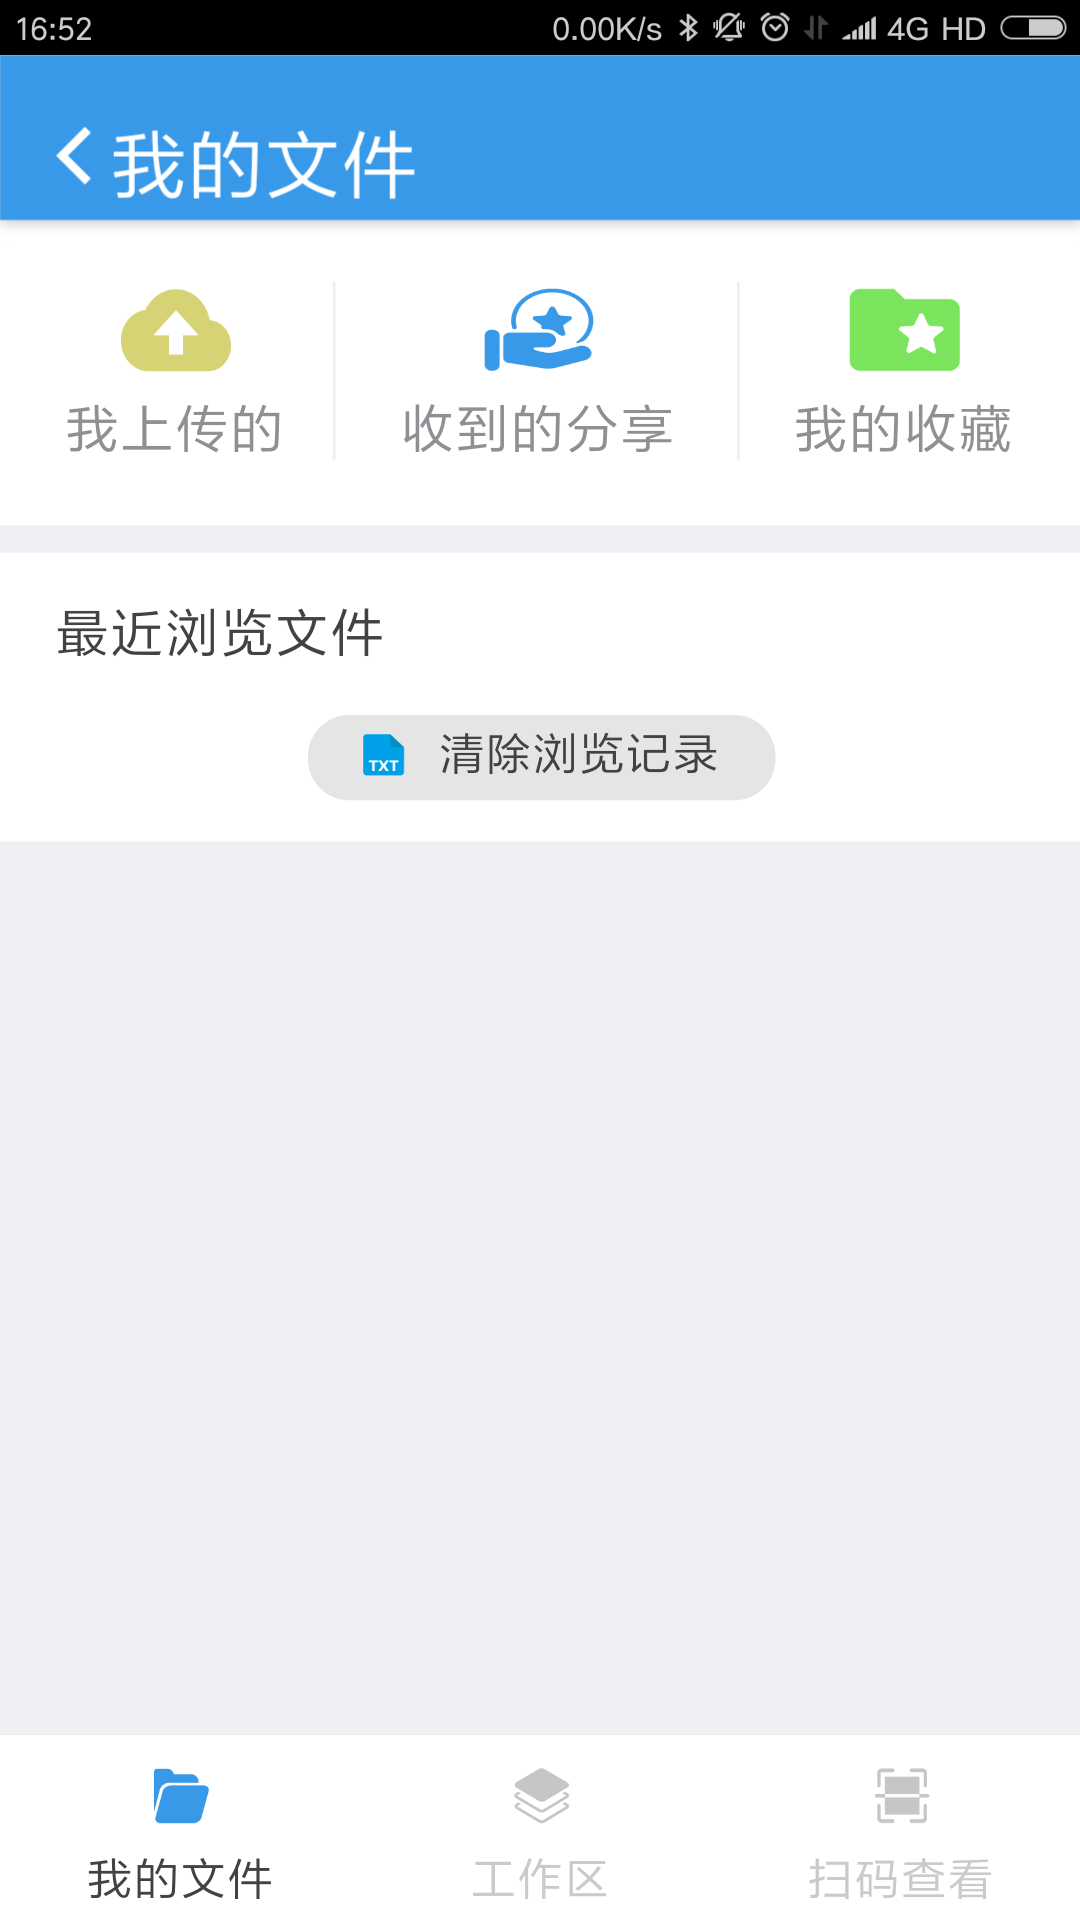 16:52 0.00K/s 4G HD
我的文件
我上传的 收到的分享 我的收藏
最近浏览文件
TXT 清除浏览记录
我的文件 工作区 扫码查看